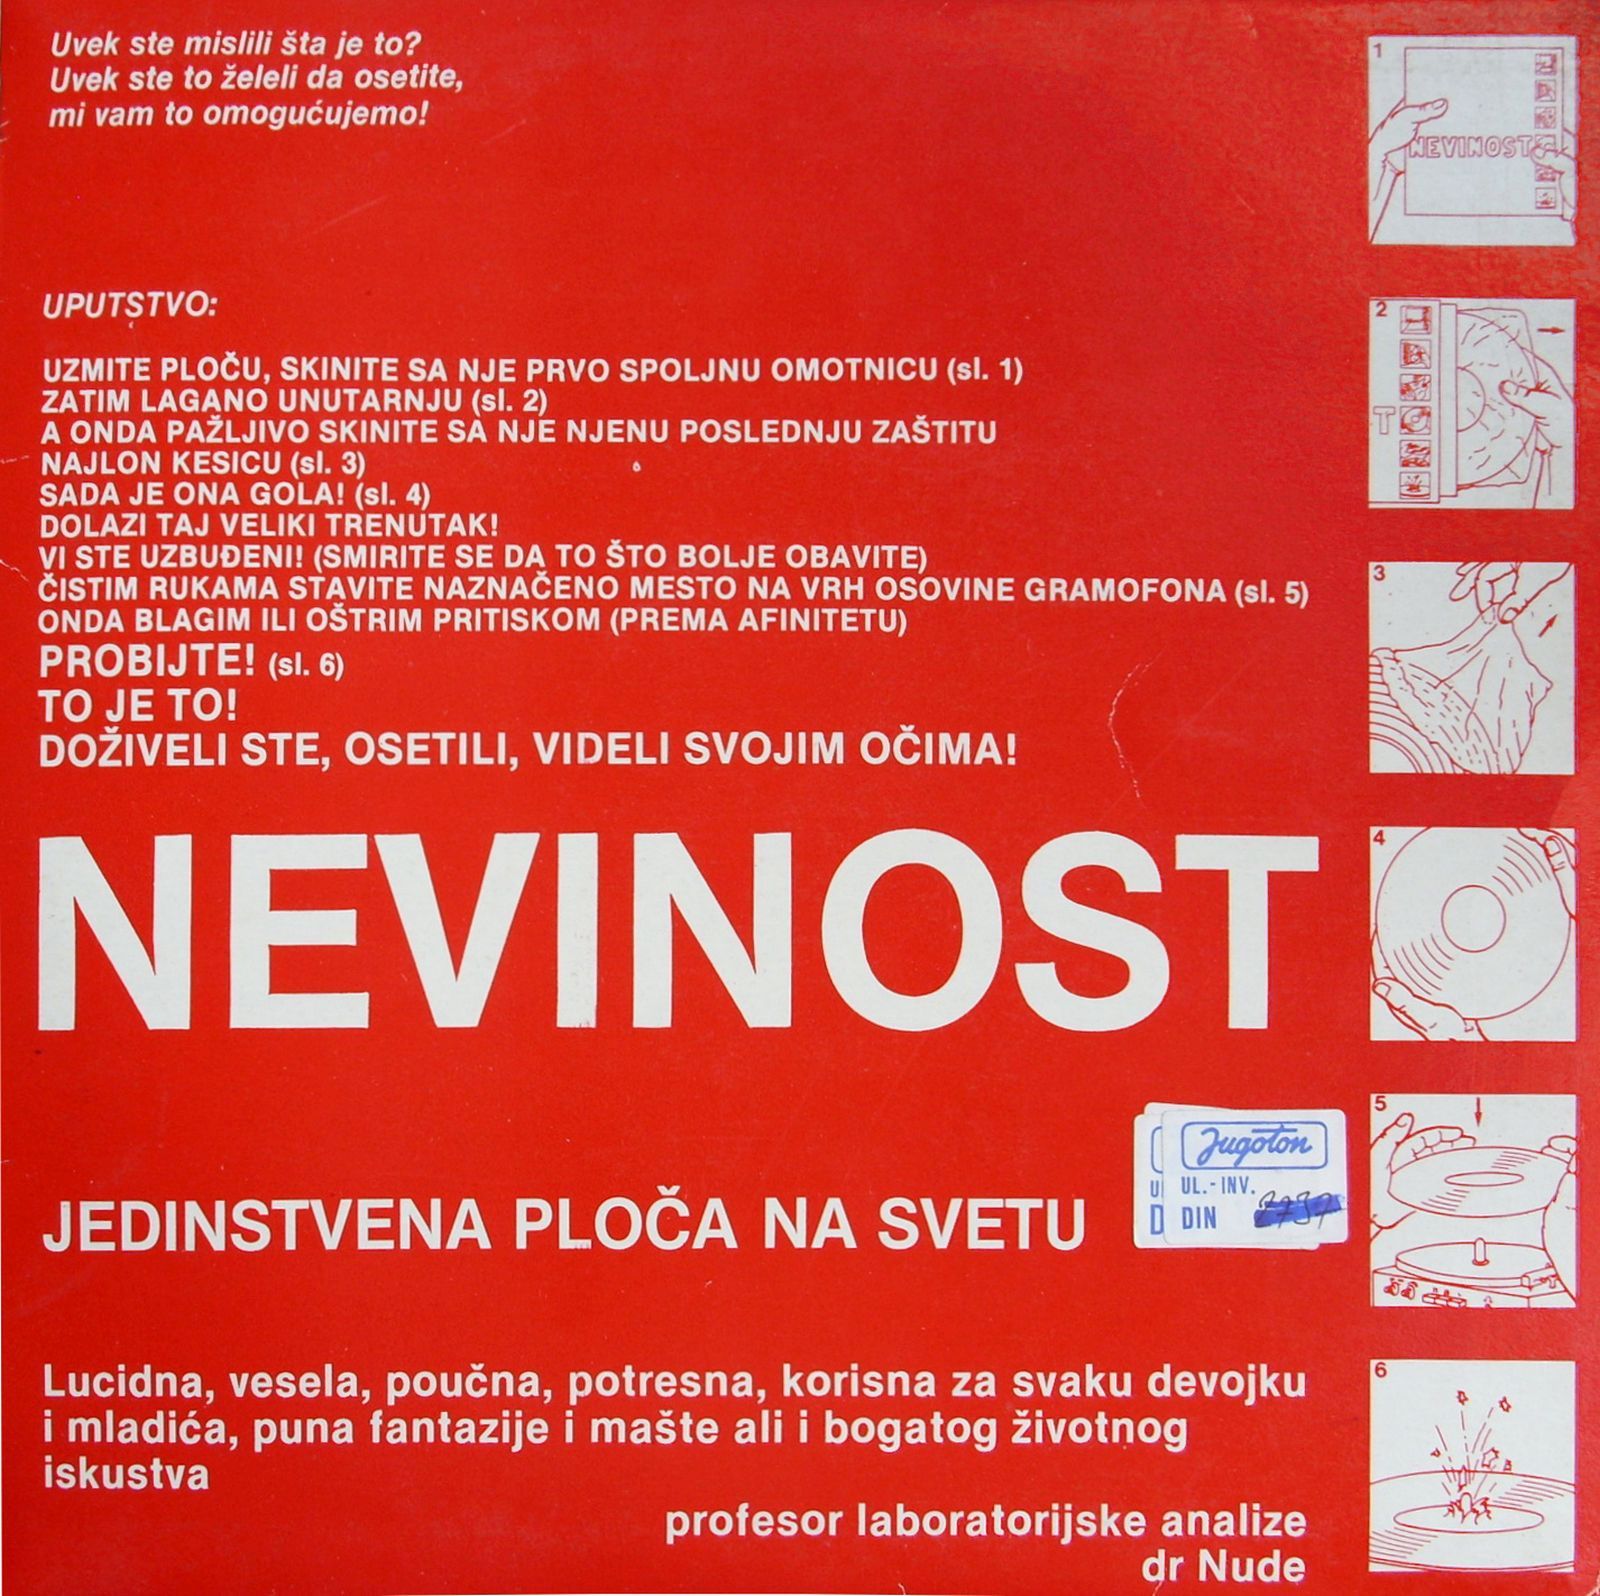 Uvek ste mislili šta je to?
Uvek ste to želeli da osetite,
mi vam to omogućujemo!
UPUTSTVO:
UZMITE PLOČU, SKINITE SA NJE PRVO SPOLJNU OMOTNICU (sl. 1)
ZATIM LAGANO UNUTARNJU (sl. 2)
A ONDA PAŽLJIVO SKINITE SA NJE NJENU POSLEDNJU ZAŠTITU
NAJLON KESICU (sl. 3)
SADA JE ONA GOLA! (sl. 4)
DOLAZI TAJ VELIKI TRENUTAK!
VI STE UZBUĐENI! (SMIRITE SE DA TO ŠTO BOLJE OBAVITE)
ČISTIM RUKAMA STAVITE NAZNAČENO MESTO NA VRH OSOVINE GRAMOFONA (sl. 5)
ONDA BLAGIM ILI OŠTRIM PRITISKOM (PREMA AFINITETU)
PROBIJTE! (sl. 6)
TO JE TO!
DOŽIVELI STE, OSETILI, VIDELI SVOJIM OČIMA!
NEVINOST
JEDINSTVENA PLOČA NA SVETU
Jugoton
UL.-INV.
DIN
Lucidna, vesela, poučna, potresna, korisna za svaku devojku
i mladića, puna fantazije i mašte ali i bogatog životnog
iskustva
profesor laboratorijske analize
dr Nude
1
NEVINOST
2
T
3
4
5
6